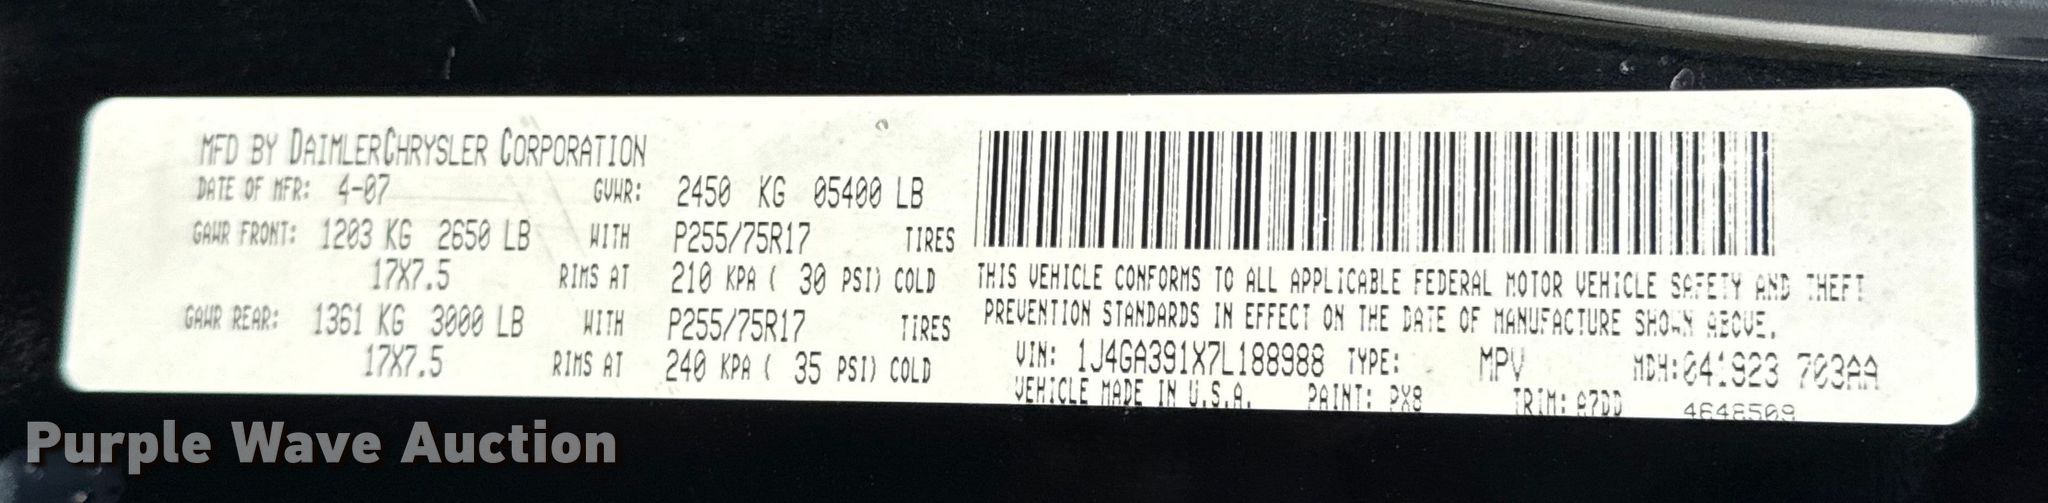 MFD BY DAIMLERCHRYSLER CORPORATION
DATE OF MFR: 4-07 GVWR: 2450 KG 05400 LB
GAWR FRONT: 1203 KG 2650 LB WITH P255/75R17 TIRES
17X7.5 RIMS AT 210 KPA ( 30 PSI) COLD
GAWR REAR: 1361 KG 3000 LB WITH P255/75R17 TIRES
17X7.5 RIMS AT 240 KPA ( 35 PSI) COLD
THIS VEHICLE CONFORMS TO ALL APPLICABLE FEDERAL MOTOR VEHICLE SAFETY AND THEFT
PREVENTION STANDARDS IN EFFECT ON THE DATE OF MANUFACTURE SHOWN ABOVE.
VIN: 1J4GA391X7L188988 TYPE: MPV MDH:041923 703AA
VEHICLE MADE IN U.S.A. PAINT: PX8 TRIM: A7DD 4648509
Purple Wave Auction